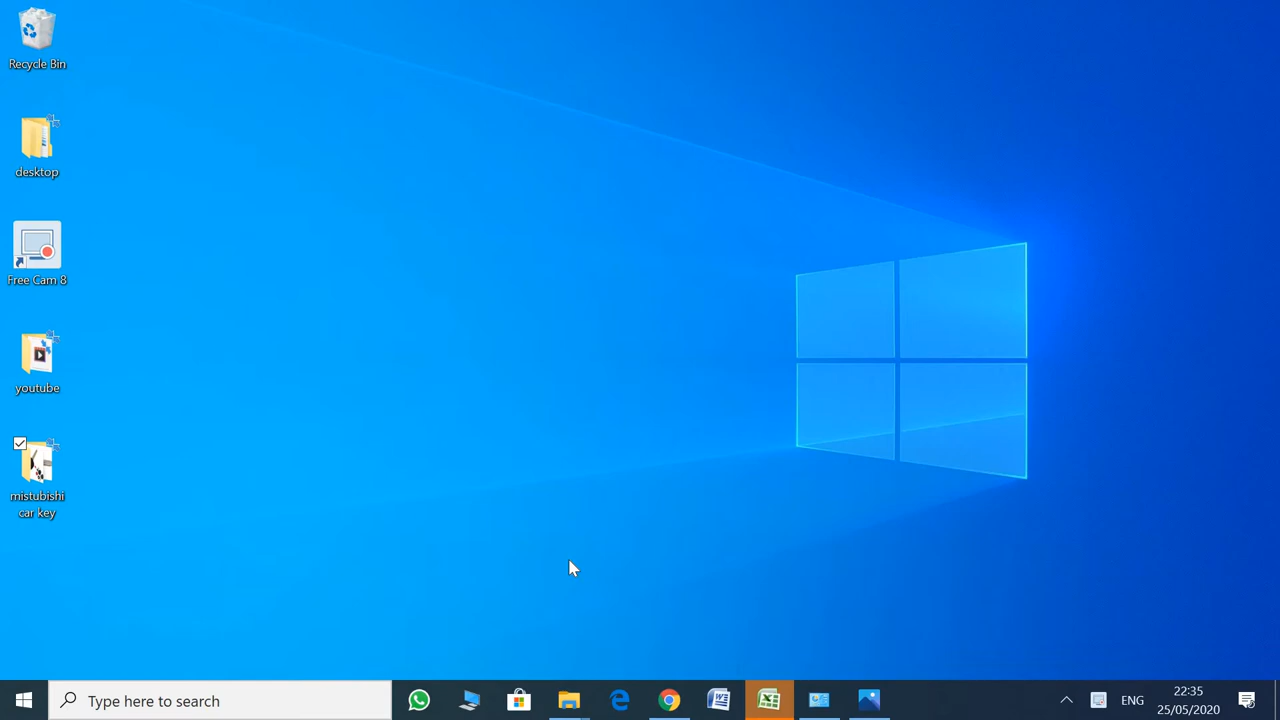 Recycle Bin
desktop
Free Cam 8
youtube
mistubishi
car key
Type here to search
ENG
22:35
25/05/2020